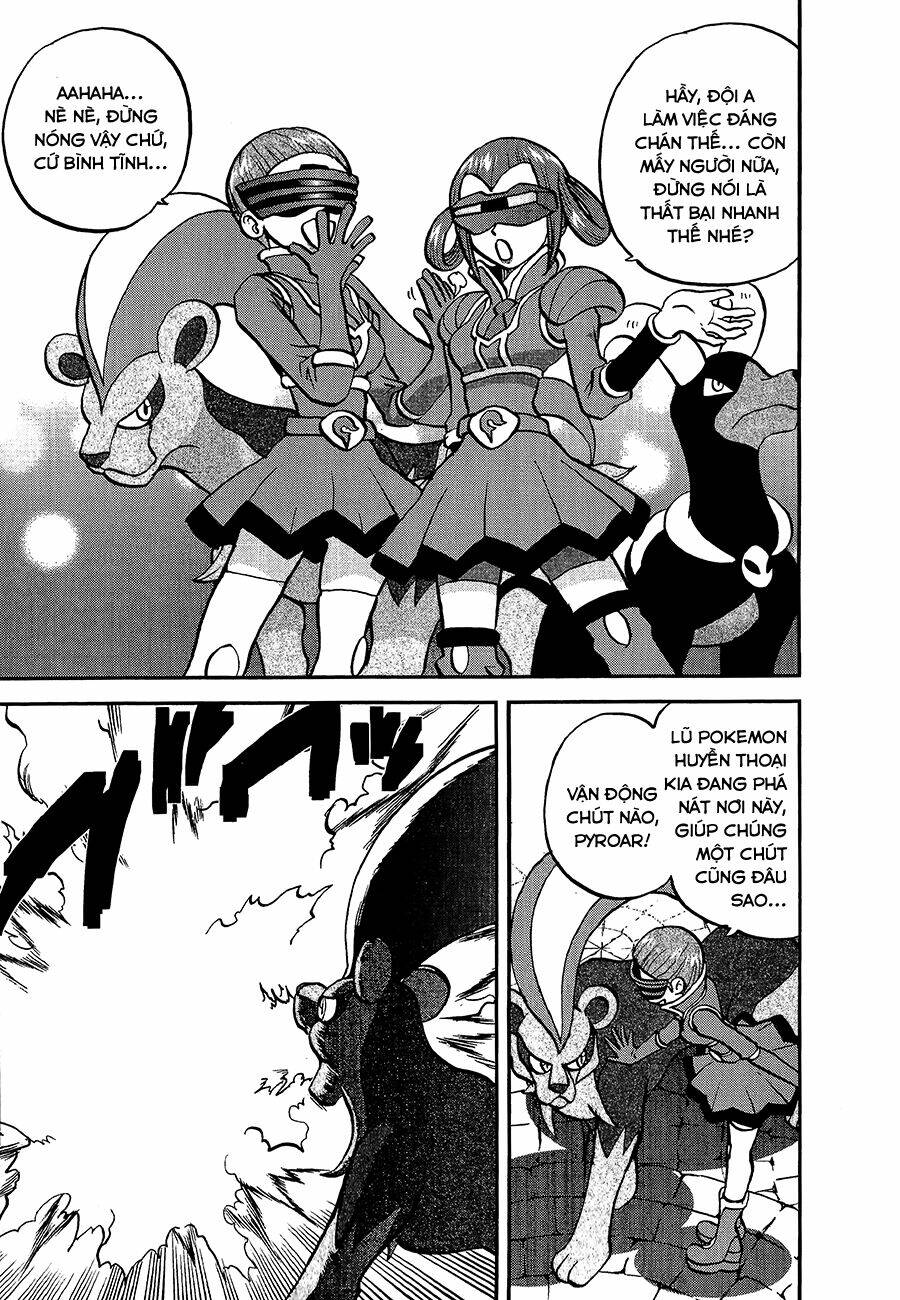 HẦY, ĐỘI A
LÀM VIỆC ĐÁNG
CHÁN THẾ... CÒN
MẤY NGƯỜI NỮA,
ĐỪNG NÓI LÀ
THẤT BẠI NHANH
THẾ NHÉ?
AAHAHA...
NÈ NÈ, ĐỪNG
NÓNG VẬY CHỨ,
CỨ BÌNH TĨNH...
LŨ POKEMON
HUYỀN THOẠI
KIA ĐANG PHÁ
NÁT NƠI NÀY,
GIÚP CHÚNG
MỘT CHÚT
CŨNG ĐÂU
SAO...
VẬN ĐỘNG
CHÚT NÀO,
PYROAR!